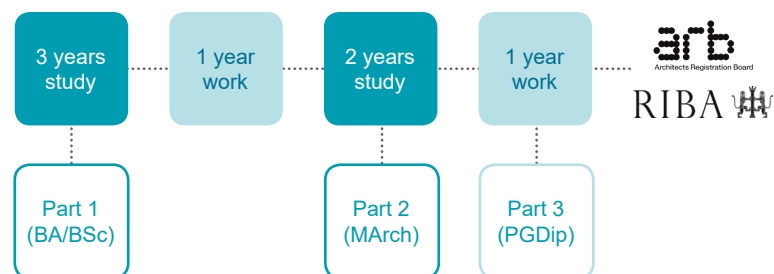 3 years
study
1 year
work
2 years
study
1 year
work
arb
Architects Registration Board
RIBA
Part 1
(BA/BSc)
Part 2
(MArch)
Part 3
(PGDip)